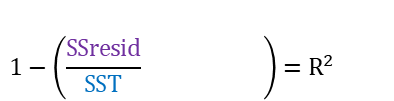 1 − (SSresid/SST) = R²